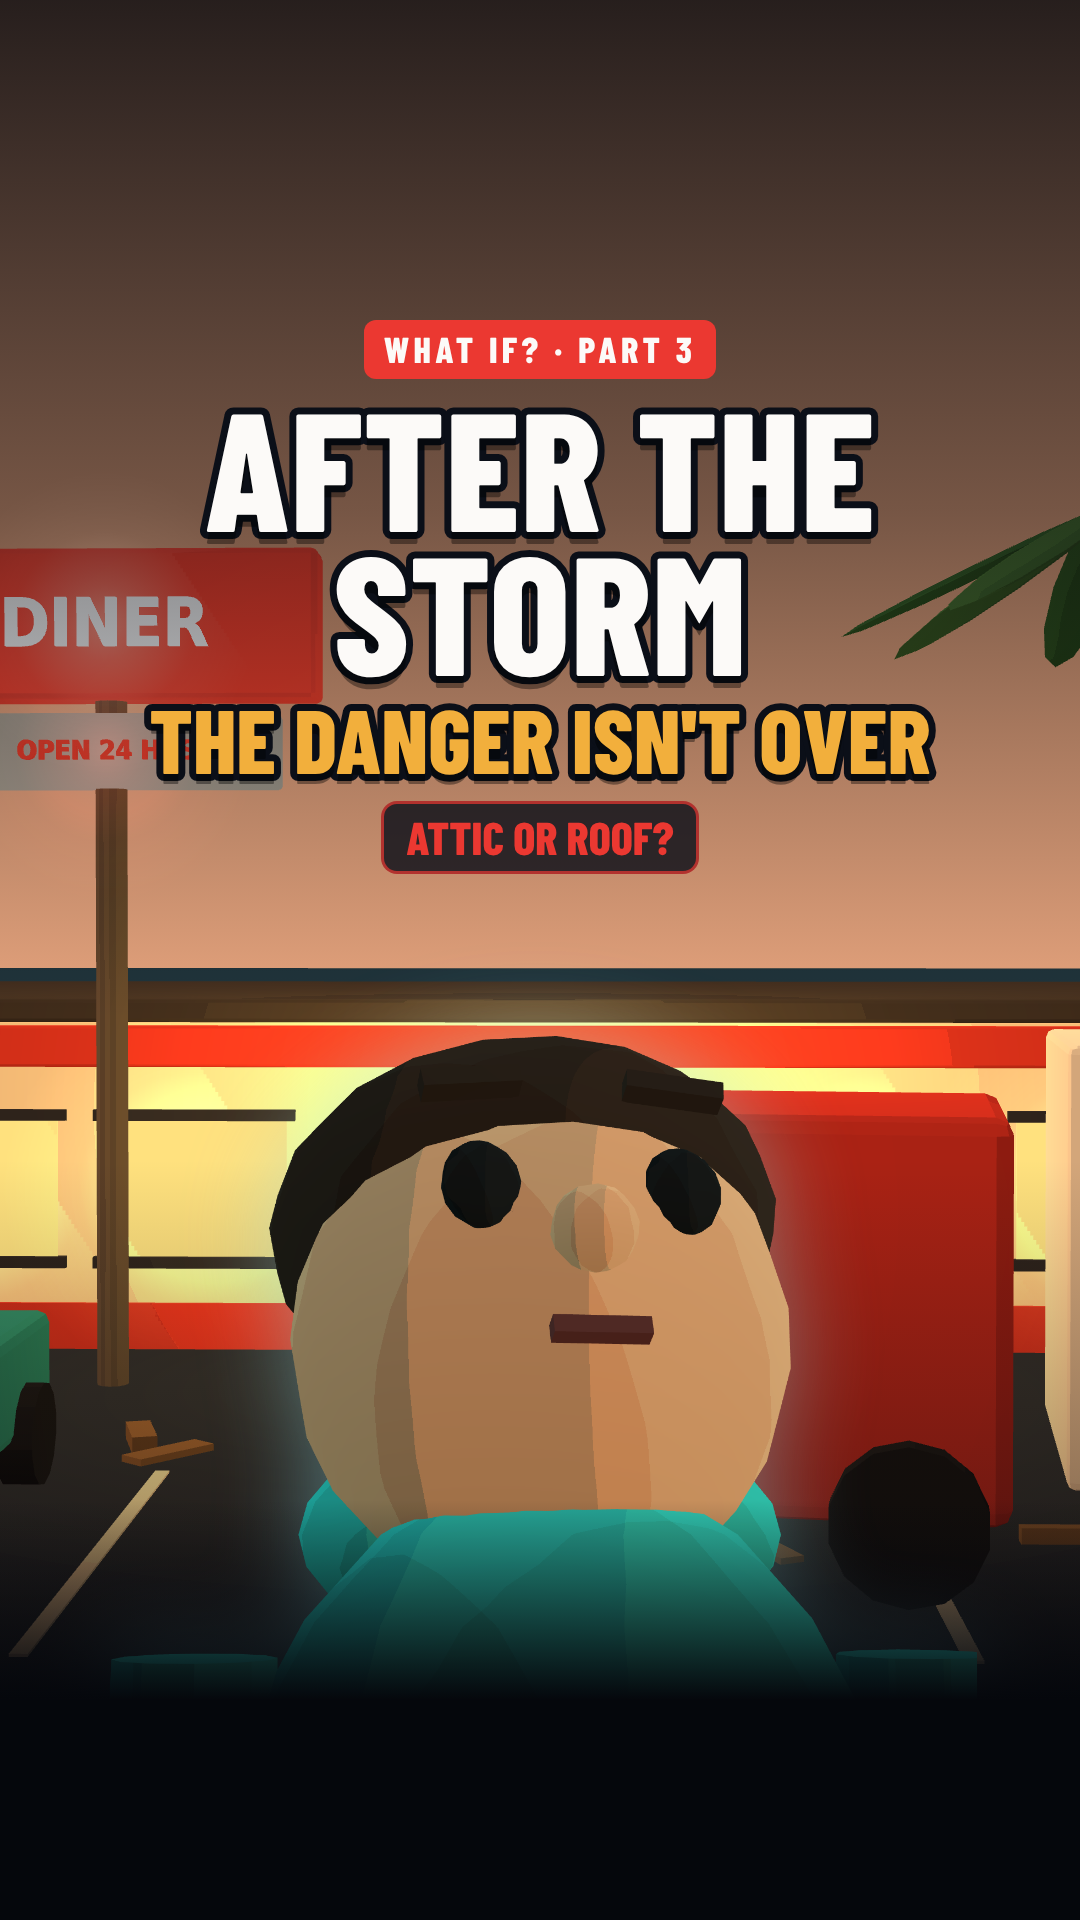 WHAT IF? · PART 3
AFTER THE
STORM
DINER
THE DANGER ISN'T OVER
OPEN 24
ATTIC OR ROOF?